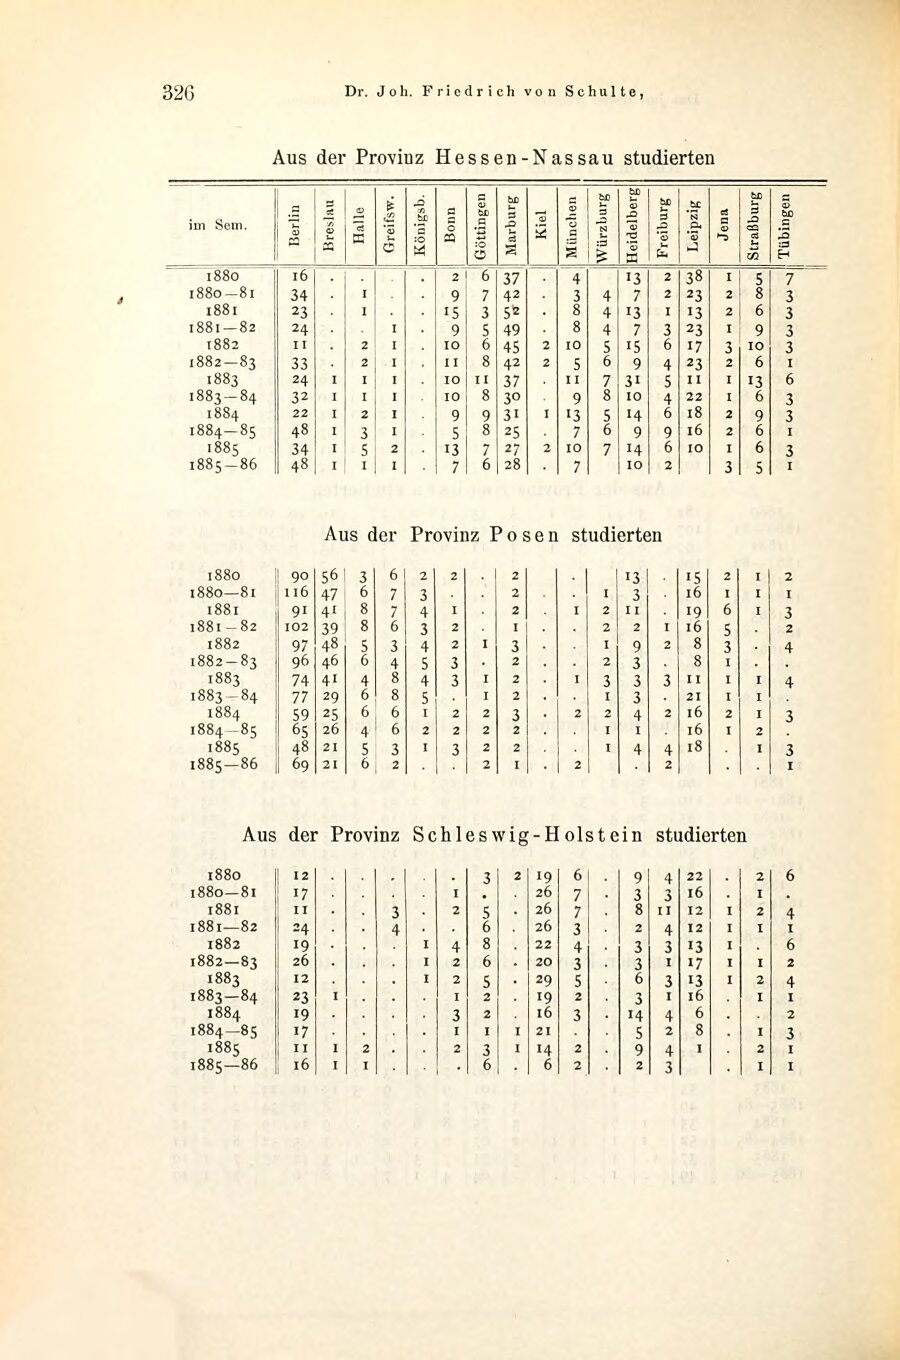 326
Dr. Joh. Friedrich von Schulte,
Aus der Provinz Hessen-Nassau studierten
im Sem. Berlin Breslau Halle Greifsw. Königsb. Bonn Göttingen Marburg Kiel München Würzburg Heidelberg Freiburg Leipzig Jena Straßburg Tübingen
1880 16 . . . . 2 6 37 . 4 13 2 38 1 5 7
1880—81 34 . 1 . . 9 7 42 . 3 4 7 2 23 2 8 3
1881 23 . 1 . . 15 3 52 . 8 4 13 1 13 2 6 3
1881—82 24 . . 1 . 9 5 49 . 8 4 7 3 23 1 9 3
1882 11 . 2 1 . 10 6 45 2 10 5 15 6 17 3 10 3
1882—83 33 . 2 1 . 11 8 42 2 5 6 9 4 23 2 6 1
1883 24 1 1 1 . 10 11 37 . 11 7 31 5 11 1 13 6
1883—84 32 1 1 1 . 10 8 30 . 9 8 10 4 22 1 6 3
1884 22 1 2 1 . 9 9 31 1 13 5 14 6 18 2 9 3
1884—85 48 1 3 1 . 5 8 25 . 7 6 9 9 16 2 6 1
1885 34 1 5 2 . 13 7 27 2 10 7 14 6 10 1 6 3
1885—86 48 1 1 1 . 7 6 28 . 7 10 2 3 5 1
Aus der Provinz Posen studierten
1880 90 56 3 6 2 2 . 2 . 13 . 15 2 1 2
1880—81 116 47 6 7 3 . . 2 . . 1 3 . 16 1 1 1
1881 91 41 8 7 4 1 . 2 . 1 2 11 . 19 6 1 3
1881—82 102 39 8 6 3 2 . 1 . . 2 2 1 16 5 . 2
1882 97 48 5 3 4 2 1 3 . . 1 9 2 8 3 . 4
1882—83 96 46 6 4 5 3 . 2 . . 2 3 . 8 1 . .
1883 74 41 4 8 4 3 1 2 . 1 3 3 3 11 1 1 4
1883—84 77 29 6 8 5 . 1 2 . . 1 3 . 21 1 1 .
1884 59 25 6 6 1 2 2 3 . 2 2 4 2 16 2 1 3
1884—85 65 26 4 6 2 2 2 2 . . 1 1 . 16 1 2 .
1885 48 21 5 3 1 3 2 2 . . 1 4 4 18 . 1 3
1885—86 69 21 6 2 . . 2 1 . 2 . 2 . . 1
Aus der Provinz Schleswig-Holstein studierten
1880 12 . . . . . 3 2 19 6 . 9 4 22 . 2 6
1880—81 17 . . . . 1 . . 26 7 . 3 3 16 . 1 .
1881 11 . . 3 . 2 5 . 26 7 . 8 11 12 1 2 4
1881—82 24 . . 4 . . 6 . 26 3 . 2 4 12 1 1 1
1882 19 . . . 1 4 8 . 22 4 . 3 3 13 1 . 6
1882—83 26 . . . 1 2 6 . 20 3 . 3 1 17 1 1 2
1883 12 . . . 1 2 5 . 29 5 . 6 3 13 1 2 4
1883—84 23 1 . . . 1 2 . 19 2 . 3 1 16 . 1 1
1884 19 . . . . 3 2 . 16 3 . 14 4 6 . . 2
1884—85 17 . . . . 1 1 1 21 . . 5 2 8 . 1 3
1885 11 1 2 . . 2 3 1 14 2 . 9 4 1 . 2 1
1885—86 16 1 1 . . . 6 . 6 2 . 2 3 . 1 1